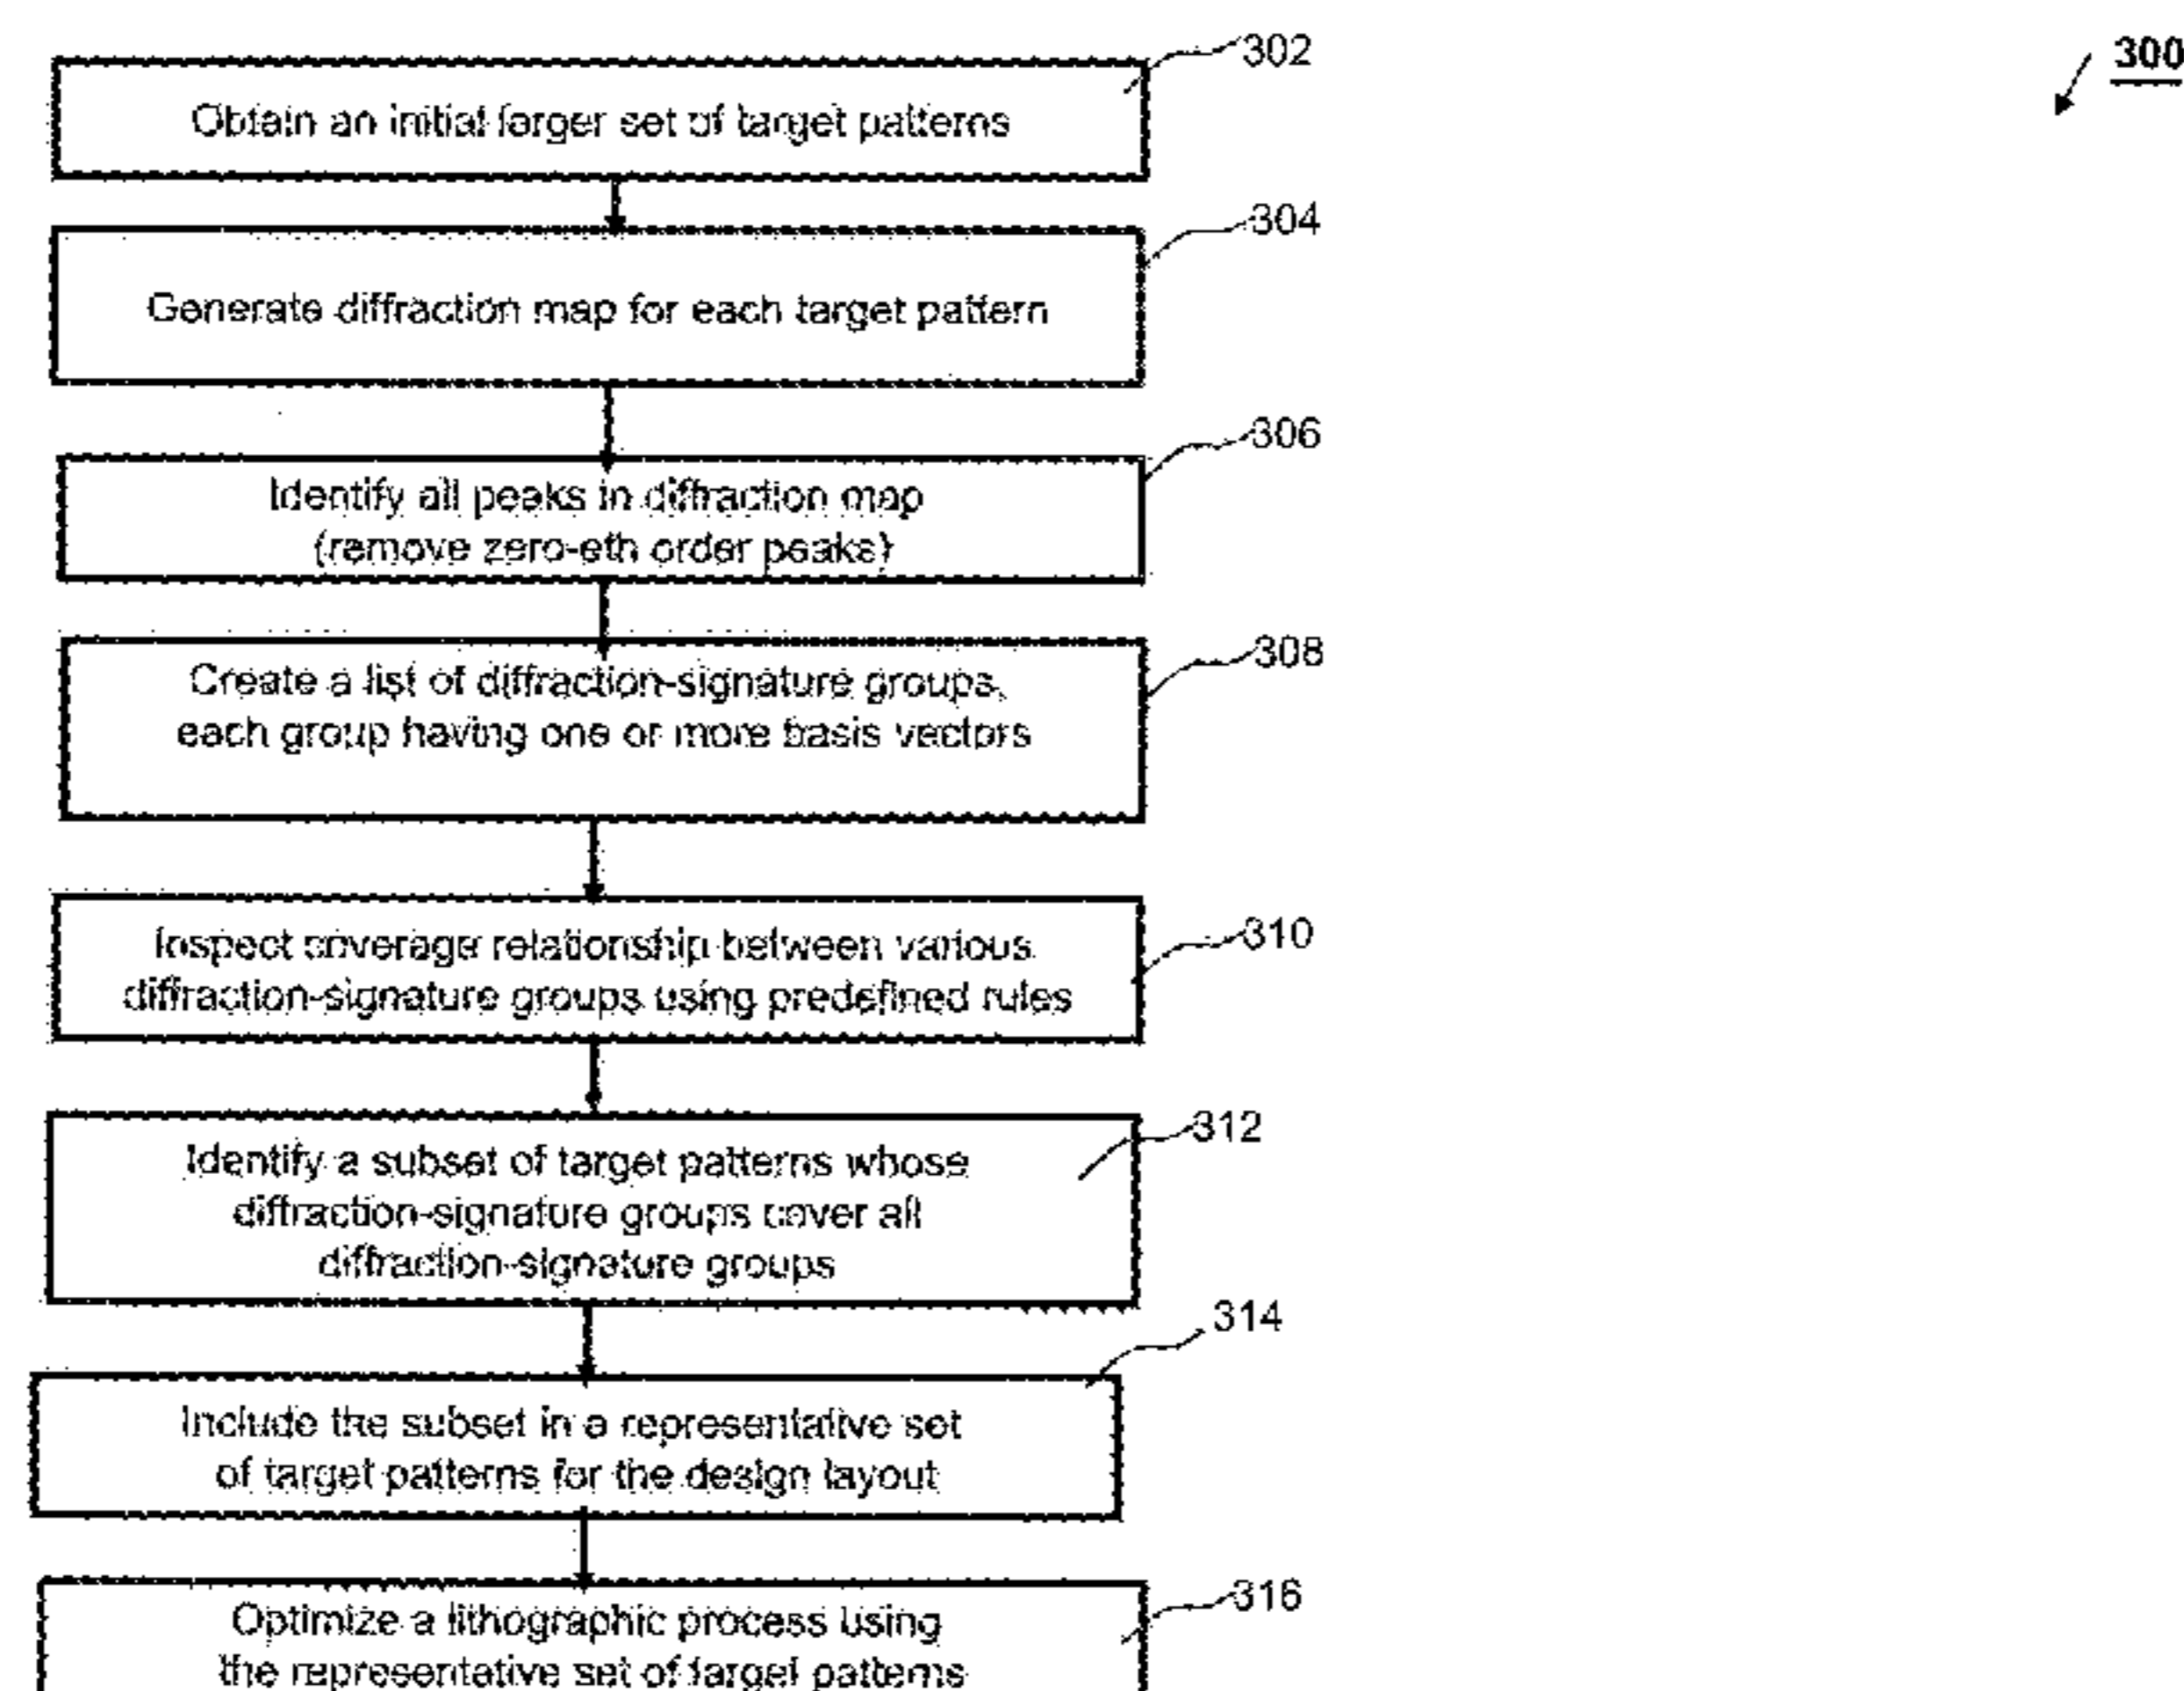 302
300
Obtain an initial larger set of target patterns
304
Generate diffraction map for each target pattern
306
Identify all peaks in diffraction map
(remove zero-eth order peaks)
308
Create a list of diffraction-signature groups,
each group having one or more basis vectors
310
Inspect coverage relationship between various
diffraction-signature groups using predefined rules
312
Identify a subset of target patterns whose
diffraction-signature groups cover all
diffraction-signature groups
314
Include the subset in a representative set
of target patterns for the design layout
316
Optimize a lithographic process using
the representative set of target patterns